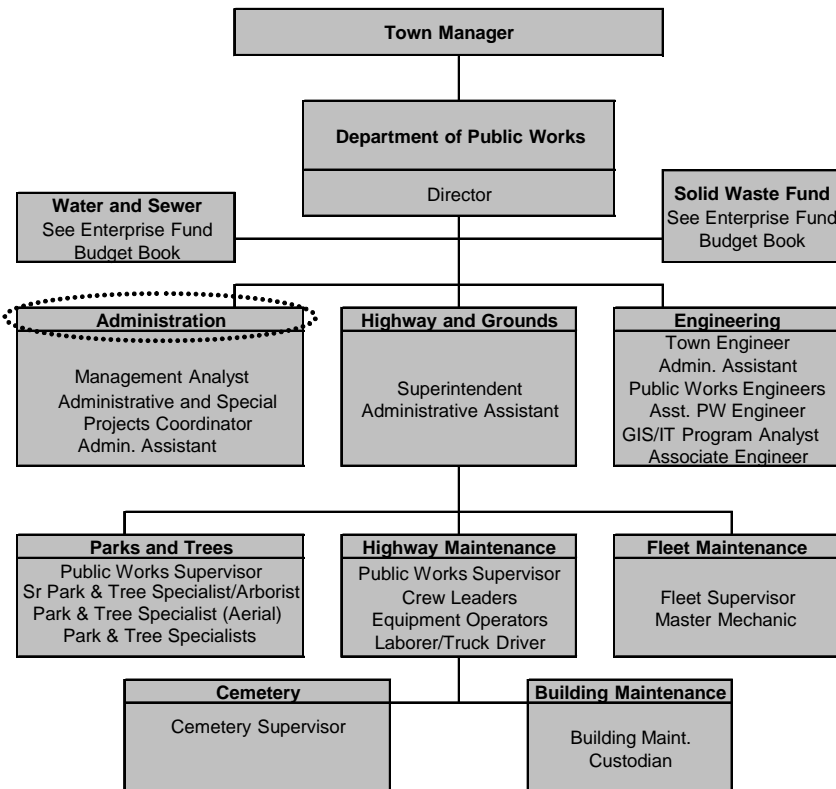 Town Manager
Department of Public Works
Director
Water and Sewer
See Enterprise Fund
Budget Book
Solid Waste Fund
See Enterprise Fund
Budget Book
Administration
Management Analyst
Administrative and Special
Projects Coordinator
Admin. Assistant
Highway and Grounds
Superintendent
Administrative Assistant
Engineering
Town Engineer
Admin. Assistant
Public Works Engineers
Asst. PW Engineer
GIS/IT Program Analyst
Associate Engineer
Parks and Trees
Public Works Supervisor
Sr Park & Tree Specialist/Arborist
Park & Tree Specialist (Aerial)
Park & Tree Specialists
Highway Maintenance
Public Works Supervisor
Crew Leaders
Equipment Operators
Laborer/Truck Driver
Fleet Maintenance
Fleet Supervisor
Master Mechanic
Cemetery
Cemetery Supervisor
Building Maintenance
Building Maint.
Custodian